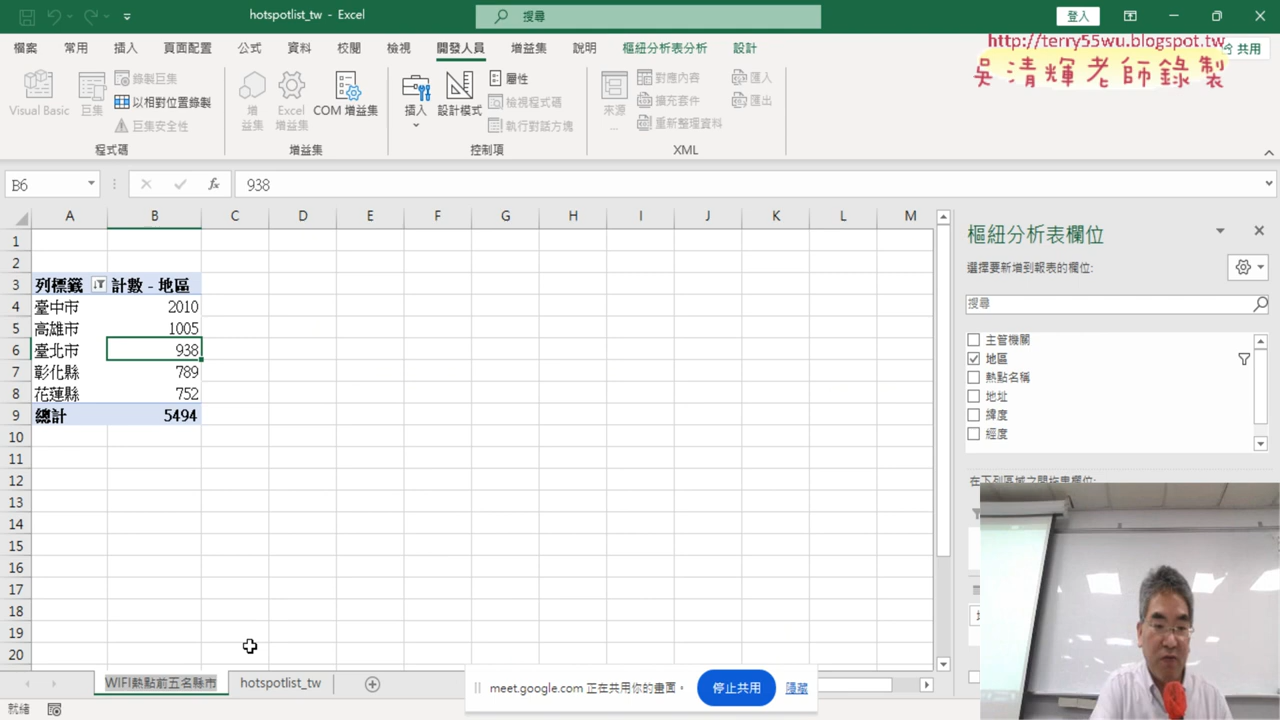 hotspotlist_tw - Excel
搜尋
登入
http://terry55wu.blogspot.tw
吳清輝老師錄製
共用
檔案 常用 插入 頁面配置 公式 資料 校閱 檢視 開發人員 增益集 說明 樞紐分析表分析 設計
Visual Basic
巨集
錄製巨集
以相對位置錄製
巨集安全性
程式碼
增益集
Excel 增益集
COM 增益集
增益集
插入
設計模式
屬性
檢視程式碼
執行對話方塊
控制項
來源
...
對應內容
擴充套件
重新整理資料
匯入
匯出
XML
B6
fx
938
A B C D E F G H I J K L M
1
2
3 列標籤 計數 - 地區
4 臺中市 2010
5 高雄市 1005
6 臺北市 938
7 彰化縣 789
8 花蓮縣 752
9 總計 5494
10
11
12
13
14
15
16
17
18
19
20
樞紐分析表欄位
選擇要新增到報表的欄位:
搜尋
主管機關
地區
熱點名稱
地址
緯度
經度
在下列區域之間拖曳欄位:
WIFI熱點前五名縣市
hotspotlist_tw
meet.google.com 正在共用你的畫面。
停止共用
隱藏
就緒